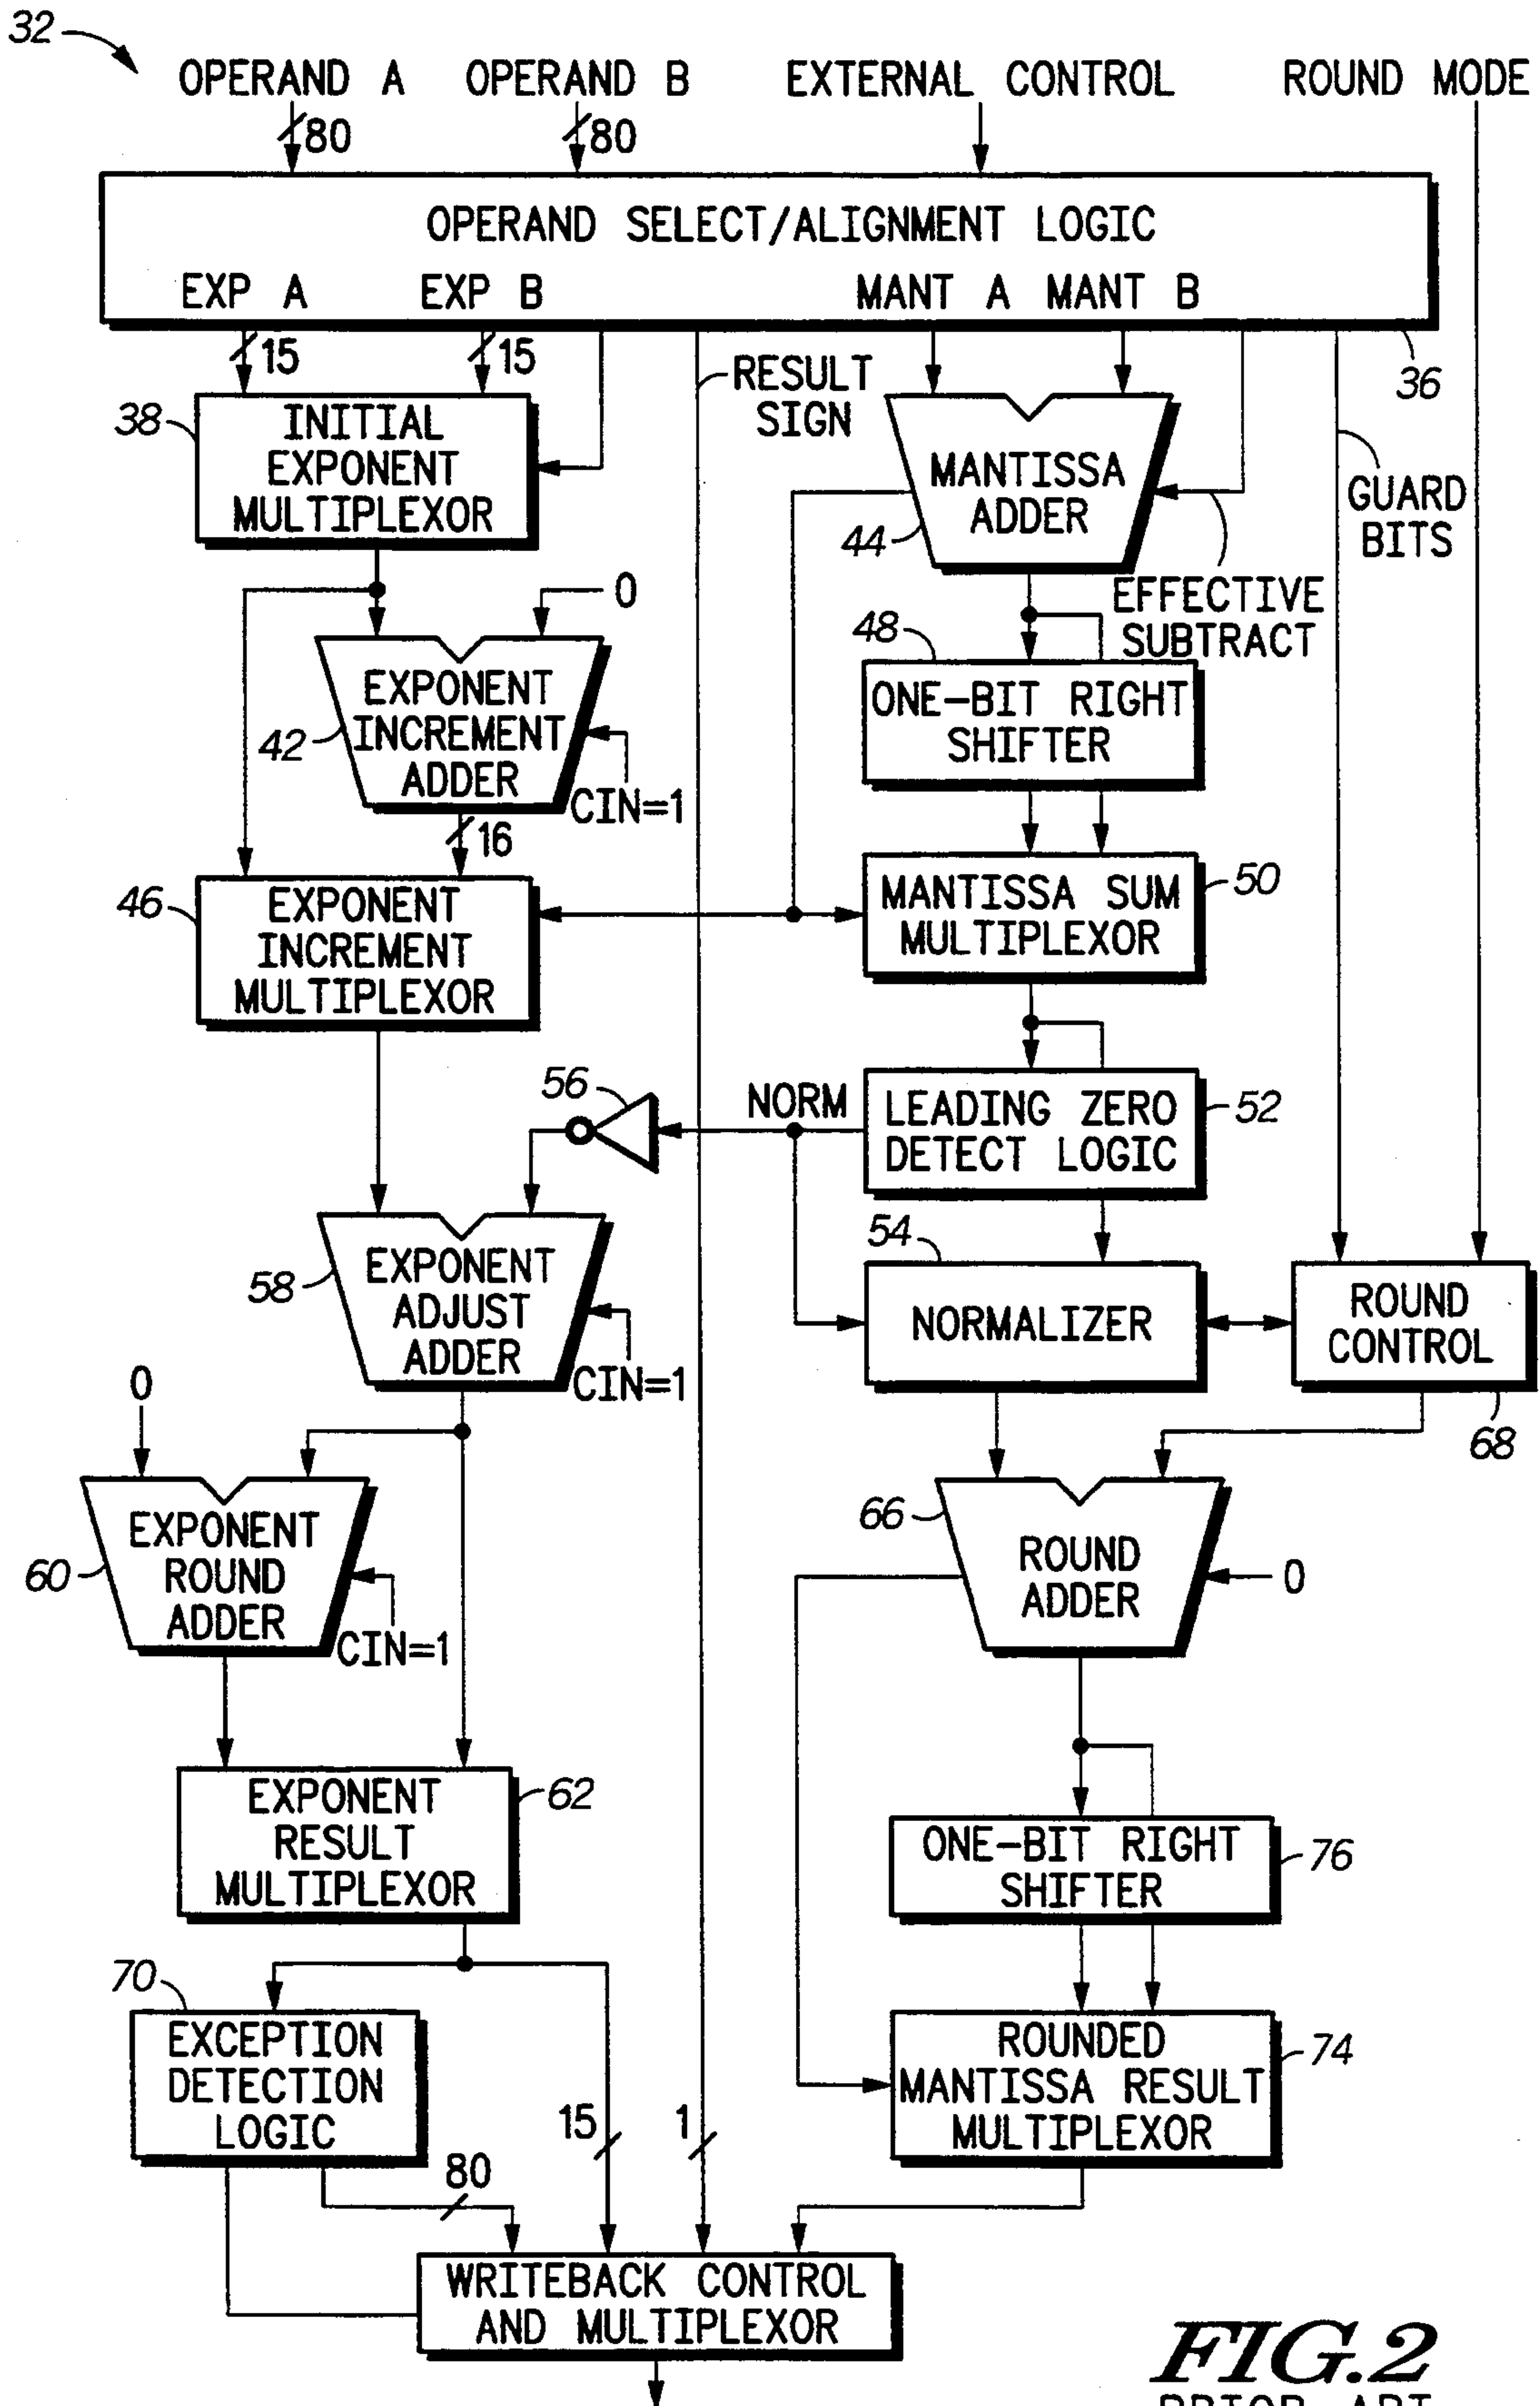 32
OPERAND A OPERAND B EXTERNAL CONTROL ROUND MODE
80 80
OPERAND SELECT/ALIGNMENT LOGIC
EXP A EXP B MANT A MANT B
15 15
36
RESULT
SIGN
38
INITIAL
EXPONENT
MULTIPLEXOR
MANTISSA
ADDER
44
GUARD
BITS
EFFECTIVE
SUBTRACT
0
EXPONENT
INCREMENT
ADDER
42
CIN=1
16
48
ONE-BIT RIGHT
SHIFTER
46
EXPONENT
INCREMENT
MULTIPLEXOR
MANTISSA SUM
MULTIPLEXOR
50
56
NORM
LEADING ZERO
DETECT LOGIC
52
54
NORMALIZER
ROUND
CONTROL
68
58
EXPONENT
ADJUST
ADDER
CIN=1
0
60
EXPONENT
ROUND
ADDER
CIN=1
66
ROUND
ADDER
0
EXPONENT
RESULT
MULTIPLEXOR
62
ONE-BIT RIGHT
SHIFTER
76
70
EXCEPTION
DETECTION
LOGIC
15 1
80
ROUNDED
MANTISSA RESULT
MULTIPLEXOR
74
WRITEBACK CONTROL
AND MULTIPLEXOR
FIG.2
PRIOR ART